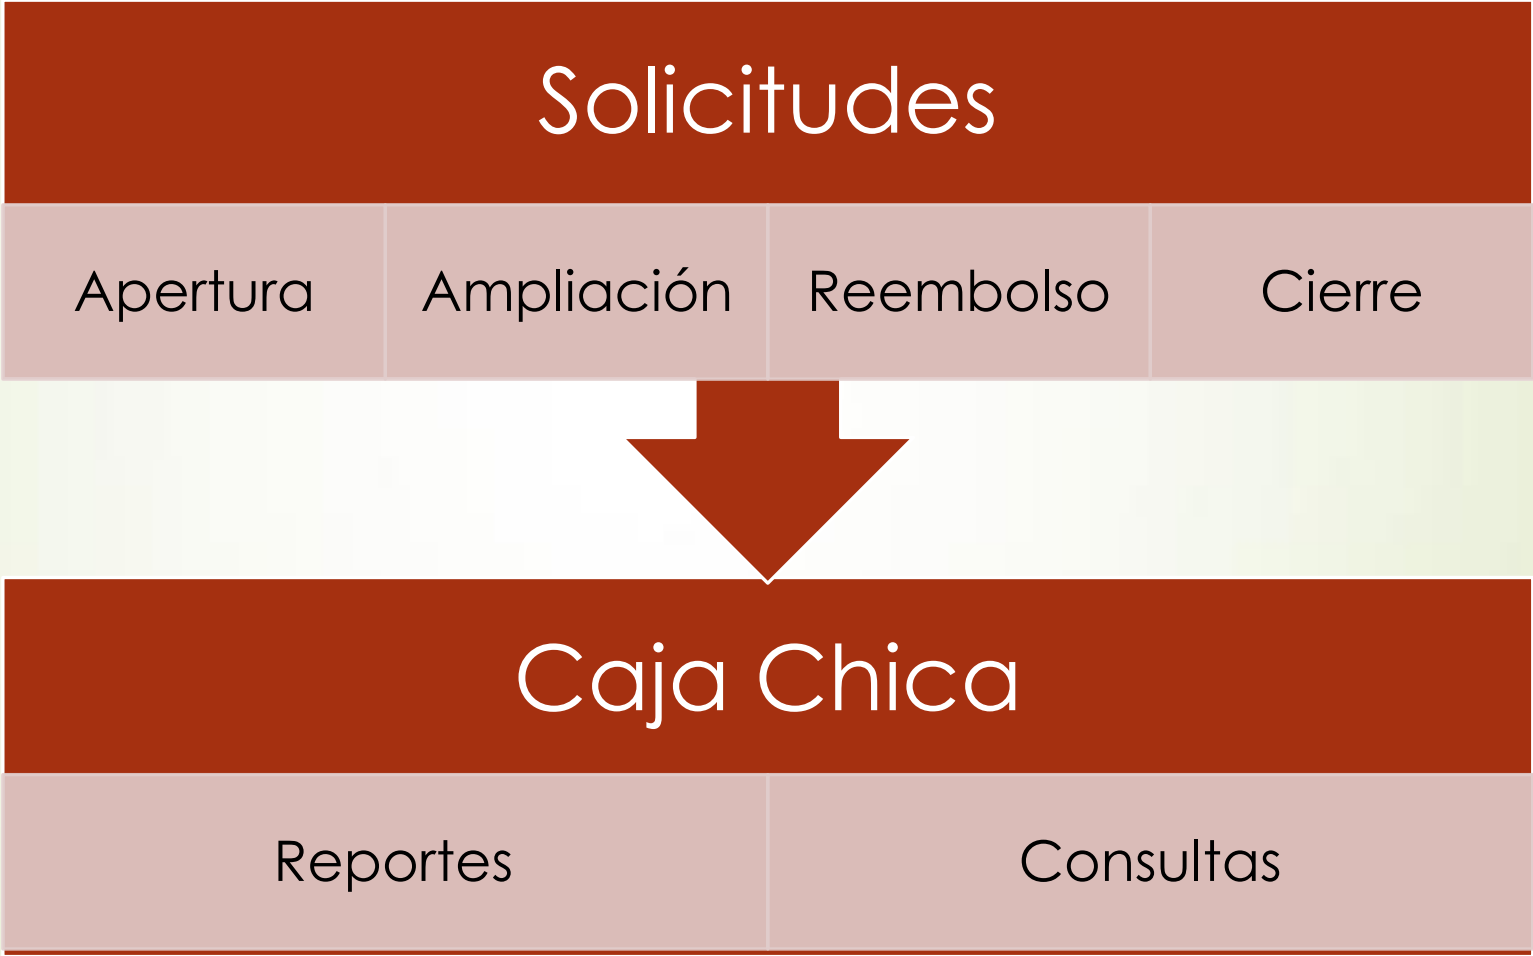 Solicitudes
Apertura Ampliación Reembolso Cierre
Caja Chica
Reportes Consultas